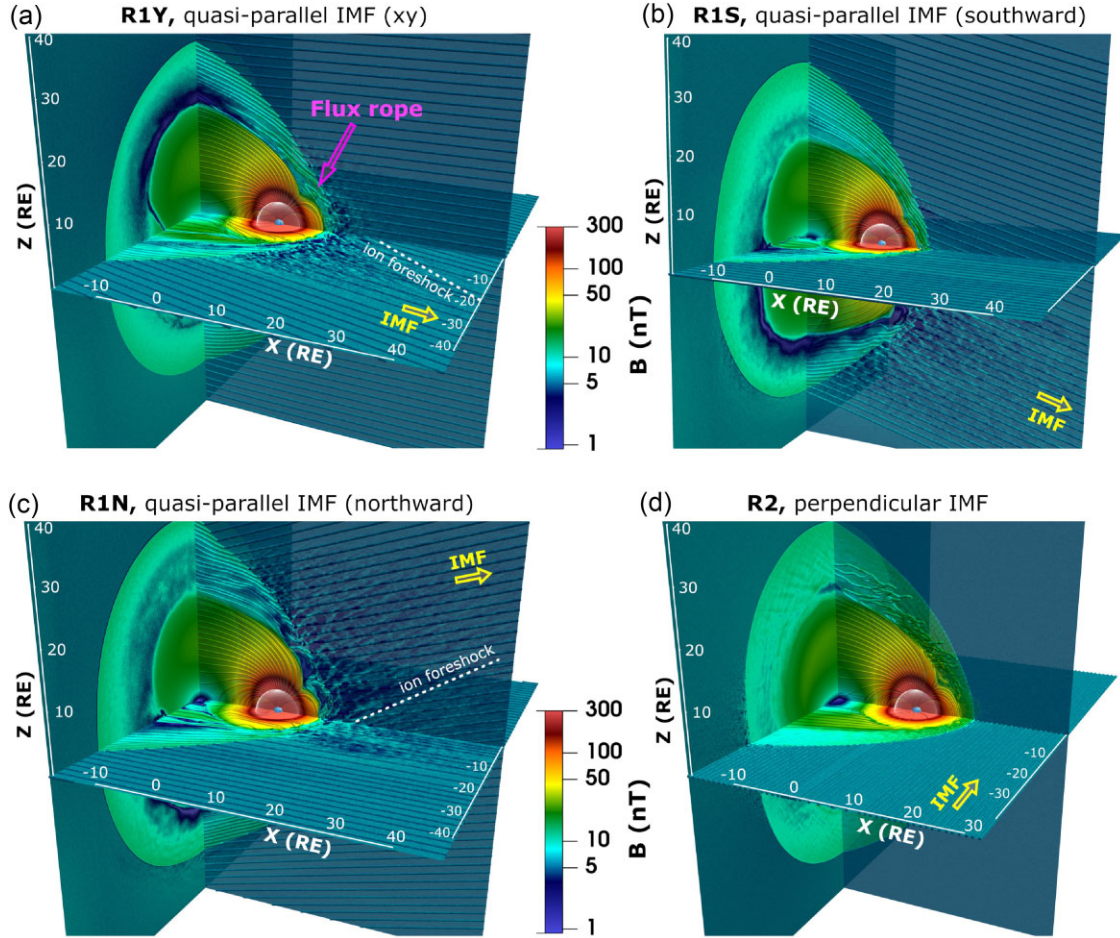 (a) R1Y, quasi-parallel IMF (xy)
40
30
20
10
Z (RE)
Flux rope
ion foreshock
IMF
-10
-20
-30
-40
-10
0
10
20
30
40
X (RE)
300
100
50
10
5
1
B (nT)
(b) R1S, quasi-parallel IMF (southward)
40
30
20
10
Z (RE)
-10
0
10
20
30
40
X (RE)
IMF
(c) R1N, quasi-parallel IMF (northward)
40
30
20
10
Z (RE)
IMF
ion foreshock
-10
-20
-30
-40
-10
0
10
20
30
40
X (RE)
300
100
50
10
5
1
B (nT)
(d) R2, perpendicular IMF
40
30
20
10
Z (RE)
IMF
-10
-20
-30
-10
0
10
20
30
X (RE)